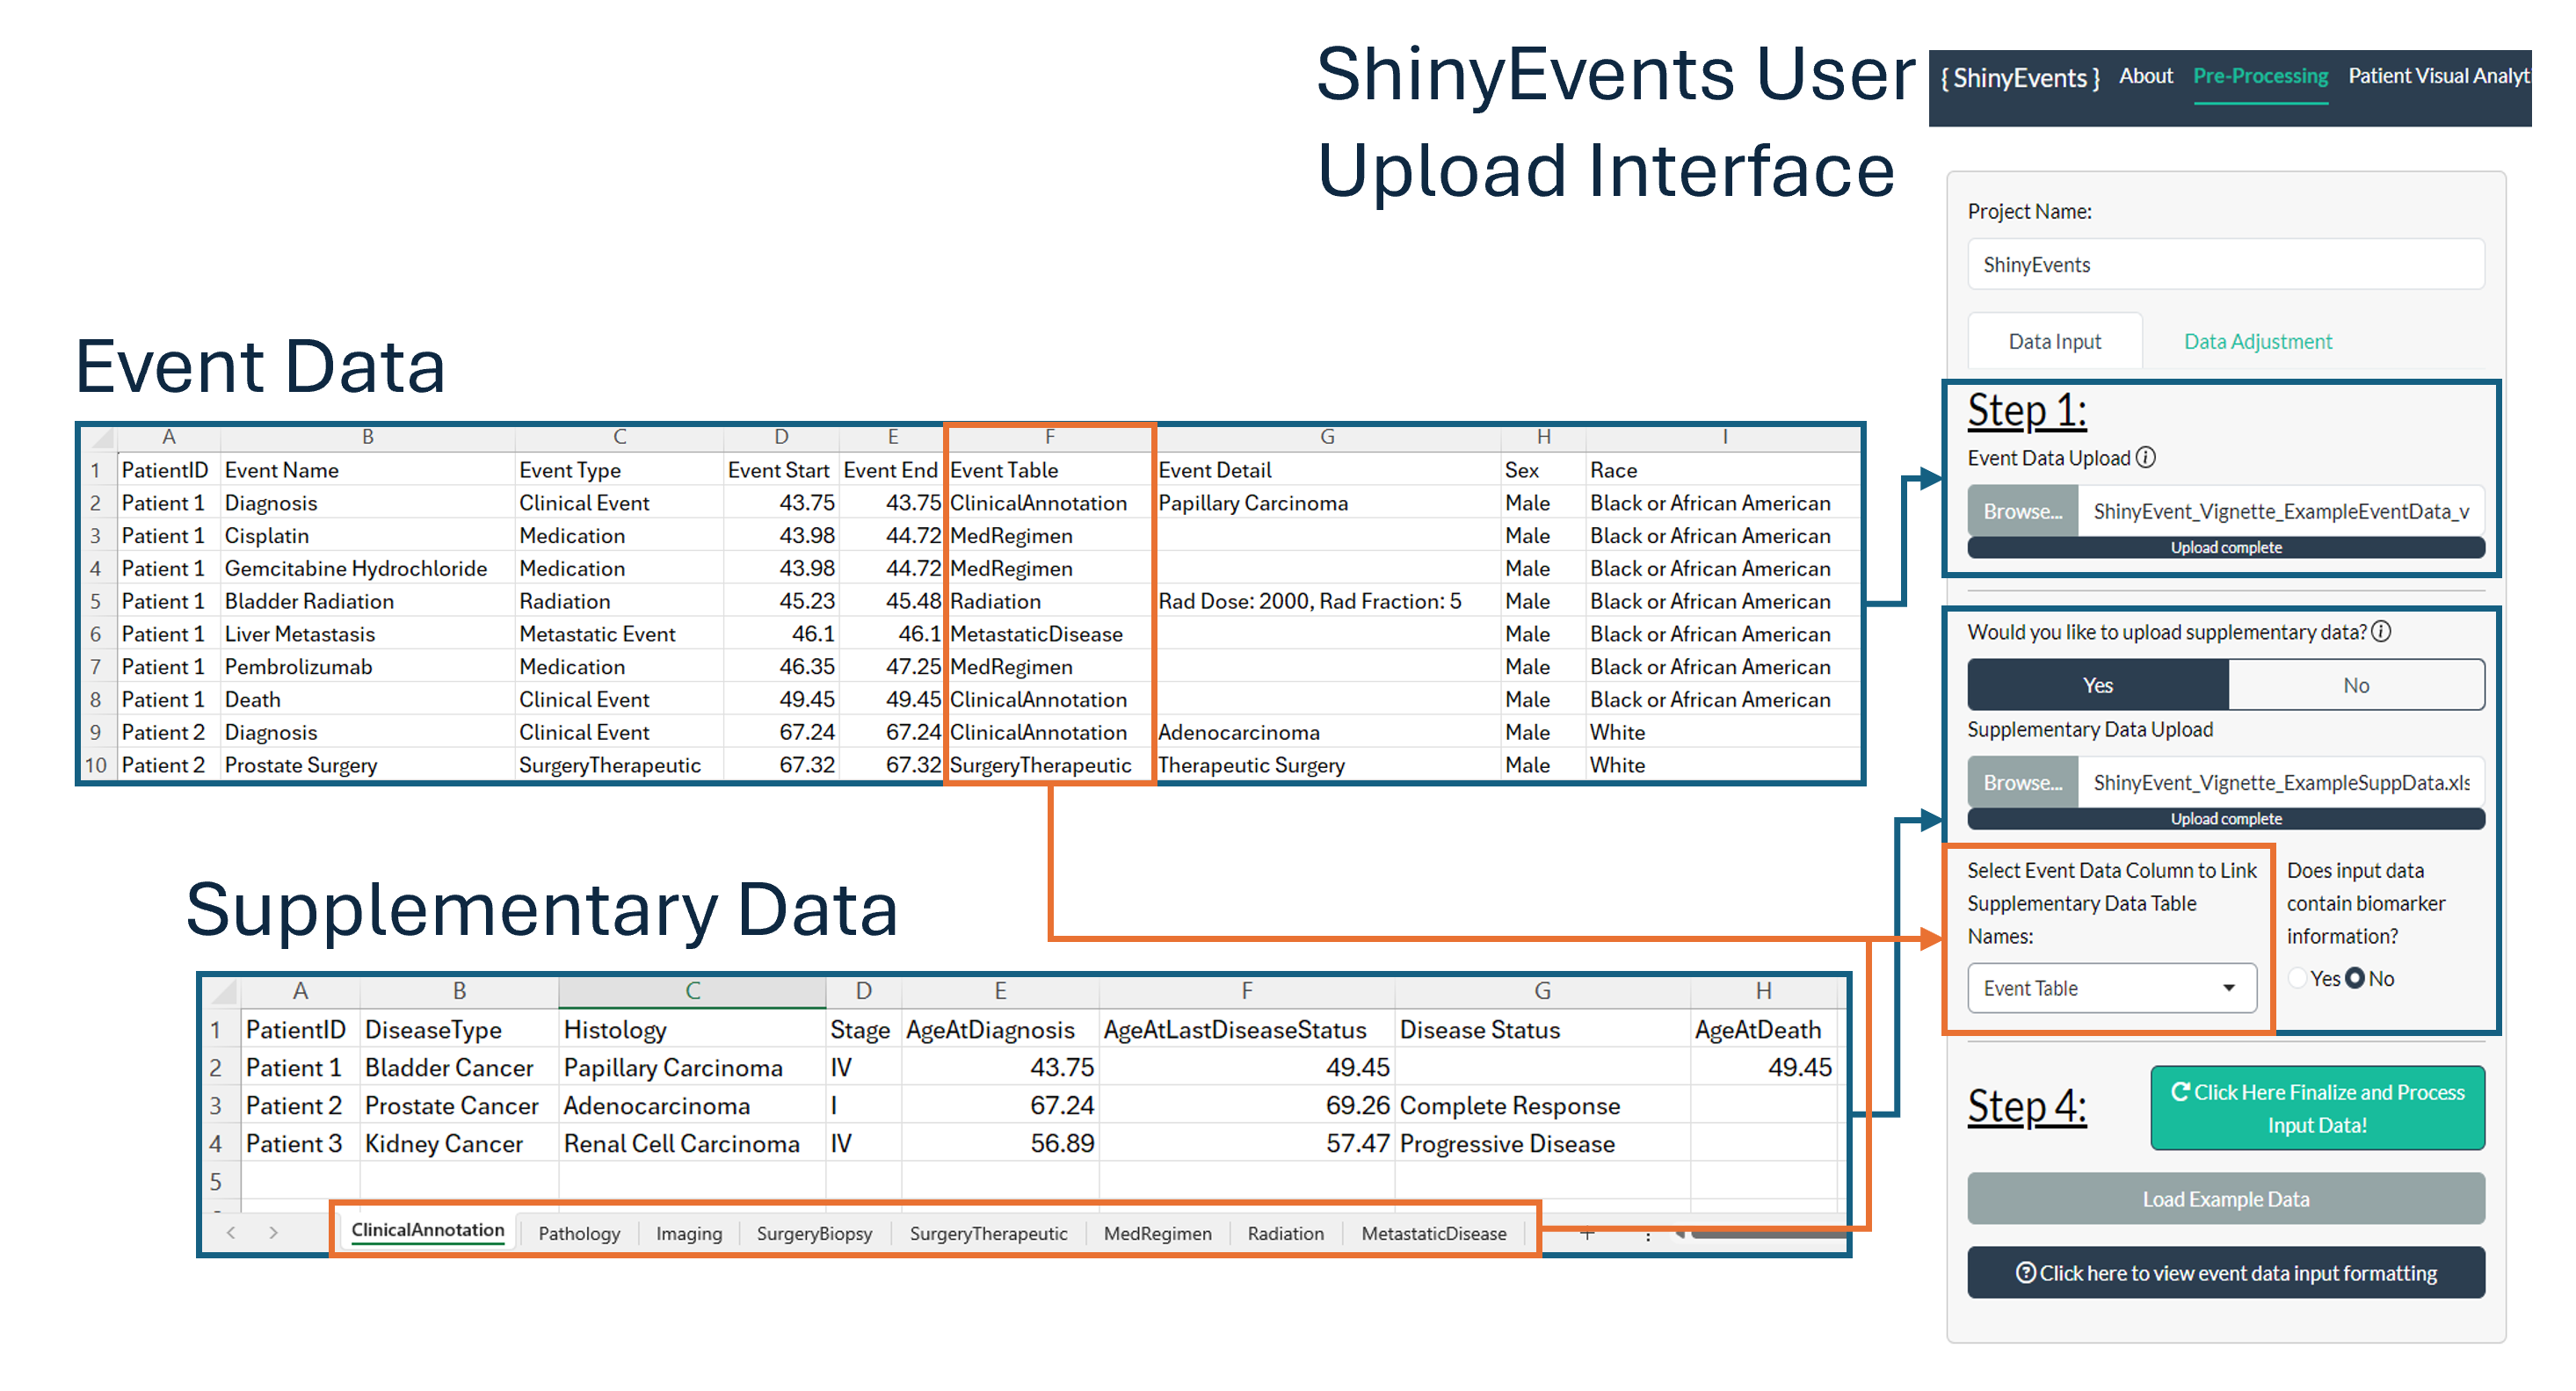 ShinyEvents User
Upload Interface
{ ShinyEvents } About Pre-Processing Patient Visual Analyt
Project Name:
ShinyEvents
Data Input Data Adjustment
Step 1:
Event Data Upload
Browse... ShinyEvent_Vignette_ExampleEventData_v
Upload complete
Would you like to upload supplementary data?
Yes No
Supplementary Data Upload
Browse... ShinyEvent_Vignette_ExampleSuppData.xls
Upload complete
Select Event Data Column to Link
Supplementary Data Table
Names:
Event Table
Does input data
contain biomarker
information?
Yes No
Step 4:
Click Here Finalize and Process
Input Data!
Load Example Data
Click here to view event data input formatting
Event Data
A B C D E F G H I
1 PatientID Event Name Event Type Event Start Event End Event Table Event Detail Sex Race
2 Patient 1 Diagnosis Clinical Event 43.75 43.75 ClinicalAnnotation Papillary Carcinoma Male Black or African American
3 Patient 1 Cisplatin Medication 43.98 44.72 MedRegimen Male Black or African American
4 Patient 1 Gemcitabine Hydrochloride Medication 43.98 44.72 MedRegimen Male Black or African American
5 Patient 1 Bladder Radiation Radiation 45.23 45.48 Radiation Rad Dose: 2000, Rad Fraction: 5 Male Black or African American
6 Patient 1 Liver Metastasis Metastatic Event 46.1 46.1 MetastaticDisease Male Black or African American
7 Patient 1 Pembrolizumab Medication 46.35 47.25 MedRegimen Male Black or African American
8 Patient 1 Death Clinical Event 49.45 49.45 ClinicalAnnotation Male Black or African American
9 Patient 2 Diagnosis Clinical Event 67.24 67.24 ClinicalAnnotation Adenocarcinoma Male White
10 Patient 2 Prostate Surgery SurgeryTherapeutic 67.32 67.32 SurgeryTherapeutic Therapeutic Surgery Male White
Supplementary Data
A B C D E F G H
1 PatientID DiseaseType Histology Stage AgeAtDiagnosis AgeAtLastDiseaseStatus Disease Status AgeAtDeath
2 Patient 1 Bladder Cancer Papillary Carcinoma IV 43.75 49.45 49.45
3 Patient 2 Prostate Cancer Adenocarcinoma I 67.24 69.26 Complete Response
4 Patient 3 Kidney Cancer Renal Cell Carcinoma IV 56.89 57.47 Progressive Disease
5
ClinicalAnnotation Pathology Imaging SurgeryBiopsy SurgeryTherapeutic MedRegimen Radiation MetastaticDisease